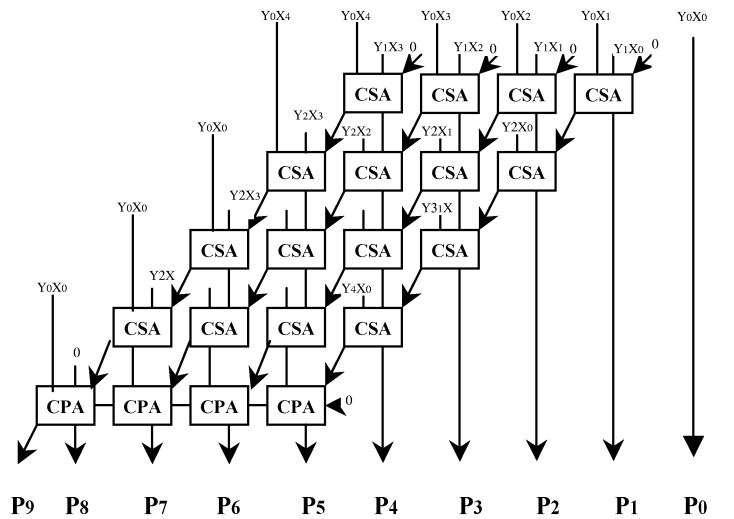 Y0X4 Y0X4 Y0X3 Y0X2 Y0X1 Y0X0
Y1X3 0 Y1X2 0 Y1X1 0 Y1X0 0
CSA CSA CSA CSA
Y2X3 Y2X2 Y2X1 Y2X0
Y0X0
CSA CSA CSA CSA
Y2X3 Y31X
Y0X0
CSA CSA CSA CSA
Y2X Y4X0
Y0X0
CSA CSA CSA CSA
0
CPA CPA CPA CPA 0
P9 P8 P7 P6 P5 P4 P3 P2 P1 P0